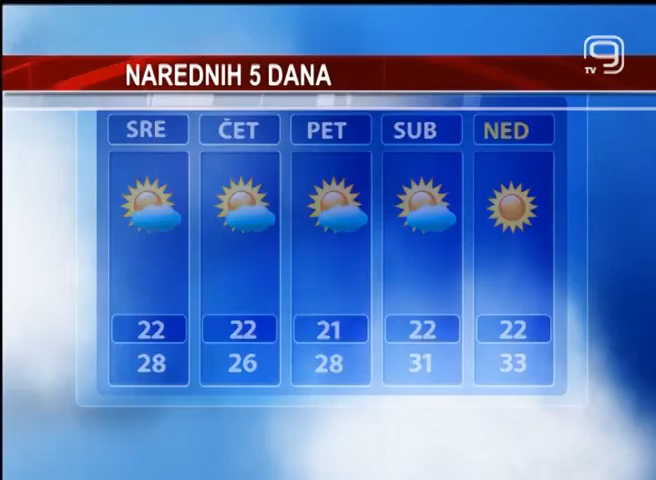 NAREDNIH 5 DANA
9
TV
SRE ČET PET SUB NED
22 22 21 22 22
28 26 28 31 33